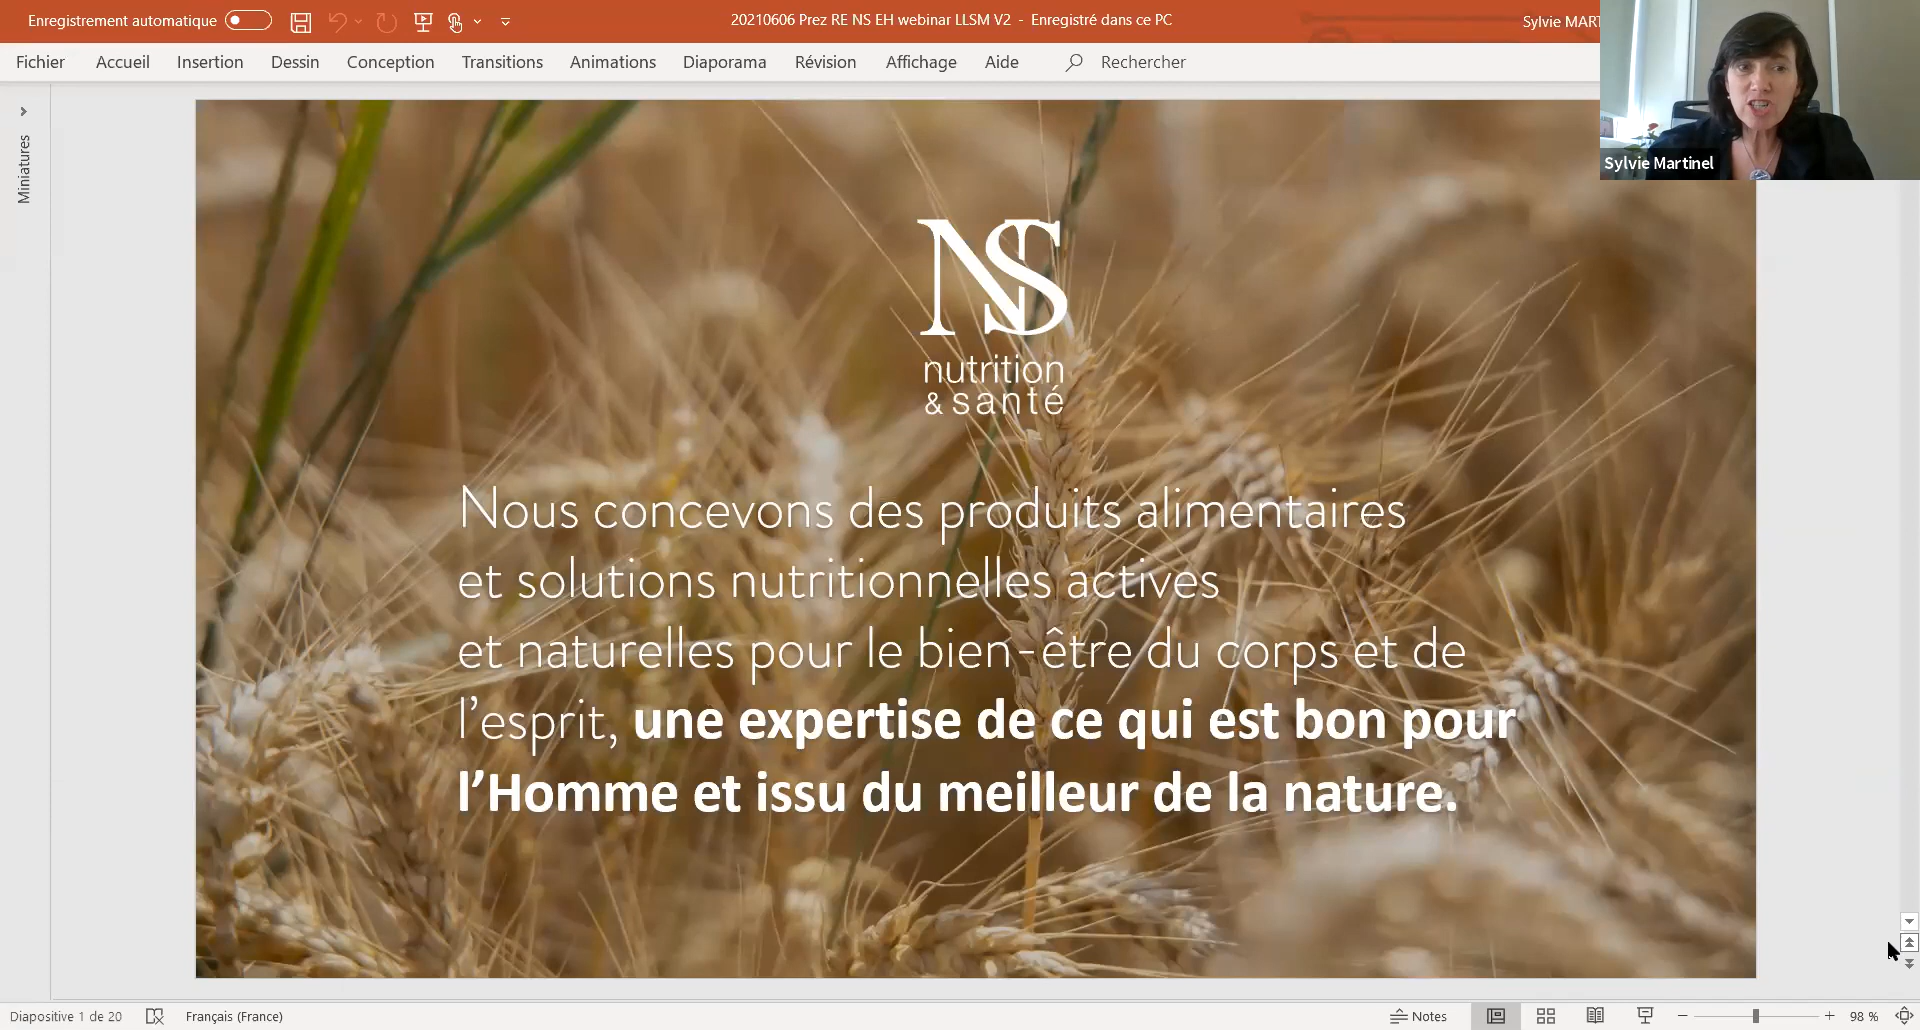 Enregistrement automatique
20210606 Prez RE NS EH webinar LLSM V2 - Enregistré dans ce PC
Sylvie MART
Fichier Accueil Insertion Dessin Conception Transitions Animations Diaporama Révision Affichage Aide Rechercher
Sylvie Martinel
Miniatures
NS
nutrition
& santé
Nous concevons des produits alimentaires
et solutions nutritionnelles actives
et naturelles pour le bien-être du corps et de
l’esprit, une expertise de ce qui est bon pour
l’Homme et issu du meilleur de la nature.
Diapositive 1 de 20 Français (France) Notes 98 %